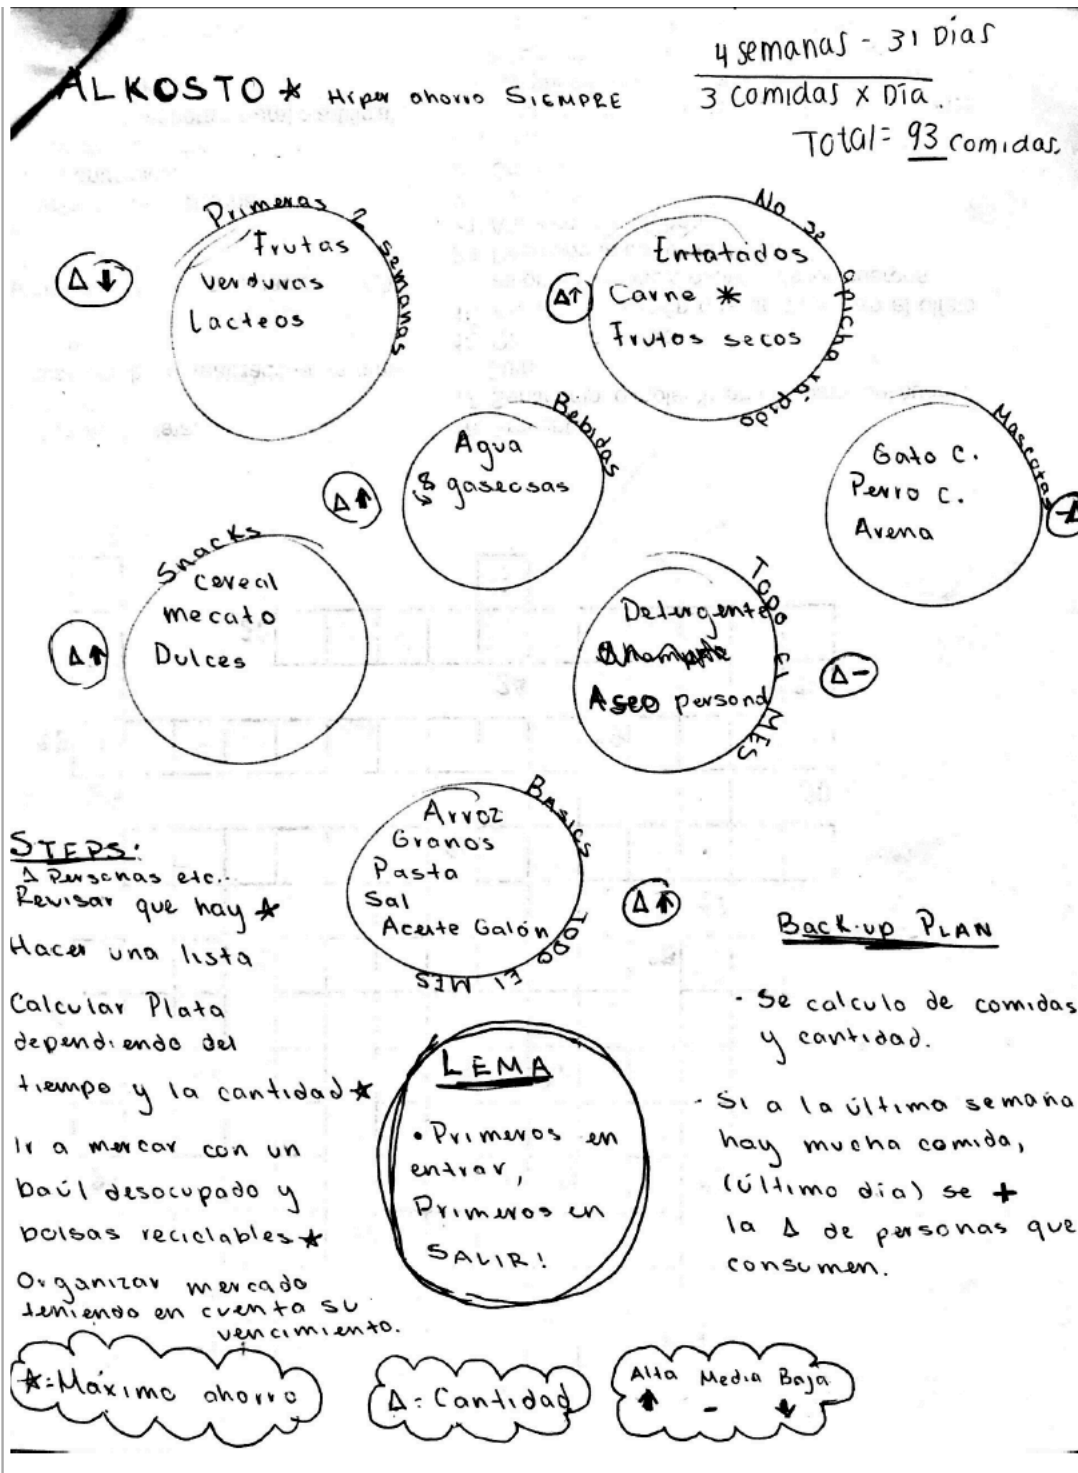 ALKOSTO ★ Hiper ahorro SIEMPRE
4 semanas - 31 Días
3 comidas x Día.
Total= 93 comidas.
Primeras 2 semanas
Frutas
verduras
Lacteos
Δ ↓
No se apicha rápido
Enlatados
Carne *
Frutos secos
Δ↑
Bebidas
Agua
gaseosas
Δ ↑
Mascotas
Gato C.
Perro C.
Avena
-Δ
Snacks
cereal
mecato
Dulces
Δ ↑
TODO El MES
Detergente
Aseo personal
Δ-
BASICS TODO El MES
Arroz
Granos
Pasta
Sal
Aceite Galón
Δ ↑
STEPS:
Δ Personas etc...
Revisar que hay ★
Hacer una lista
Calcular Plata
dependiendo del
tiempo y la cantidad ★
Ir a mercar con un
baúl desocupado y
bolsas reciclables ★
Organizar mercado
teniendo en cuenta su
vencimiento.
LEMA
• Primeros en
entrar,
Primeros en
SALIR!
Back-up PLAN
- Se calculo de comidas
y cantidad.
- Si a la última semana
hay mucha comida,
(último día) se +
la Δ de personas que
consumen.
★=Máximo ahorro
Δ= Cantidad
Alta Media Baja
↑ - ↓